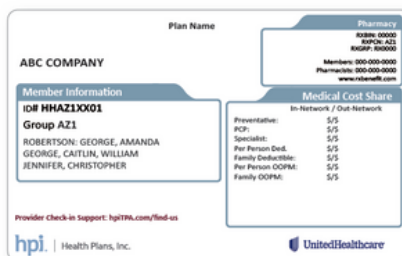 Plan Name
Pharmacy
RXBIN: 00000
RXPCN: AZ1
RXGRP: RX0000
Members: 000-000-0000
Pharmacists: 000-000-0000
www.rxbenefit.com
ABC COMPANY
Member Information
ID# HHAZ1XX01
Group AZ1
ROBERTSON: GEORGE, AMANDA
GEORGE, CAITLIN, WILLIAM
JENNIFER, CHRISTOPHER
Medical Cost Share
In-Network / Out-Network
Preventative: $/$
PCP: $/$
Specialist: $/$
Per Person Ded. $/$
Family Deductible: $/$
Per Person OOPM: $/$
Family OOPM: $/$
Provider Check-in Support: hpiTPA.com/find-us
hpi. | Health Plans, Inc.
UnitedHealthcare